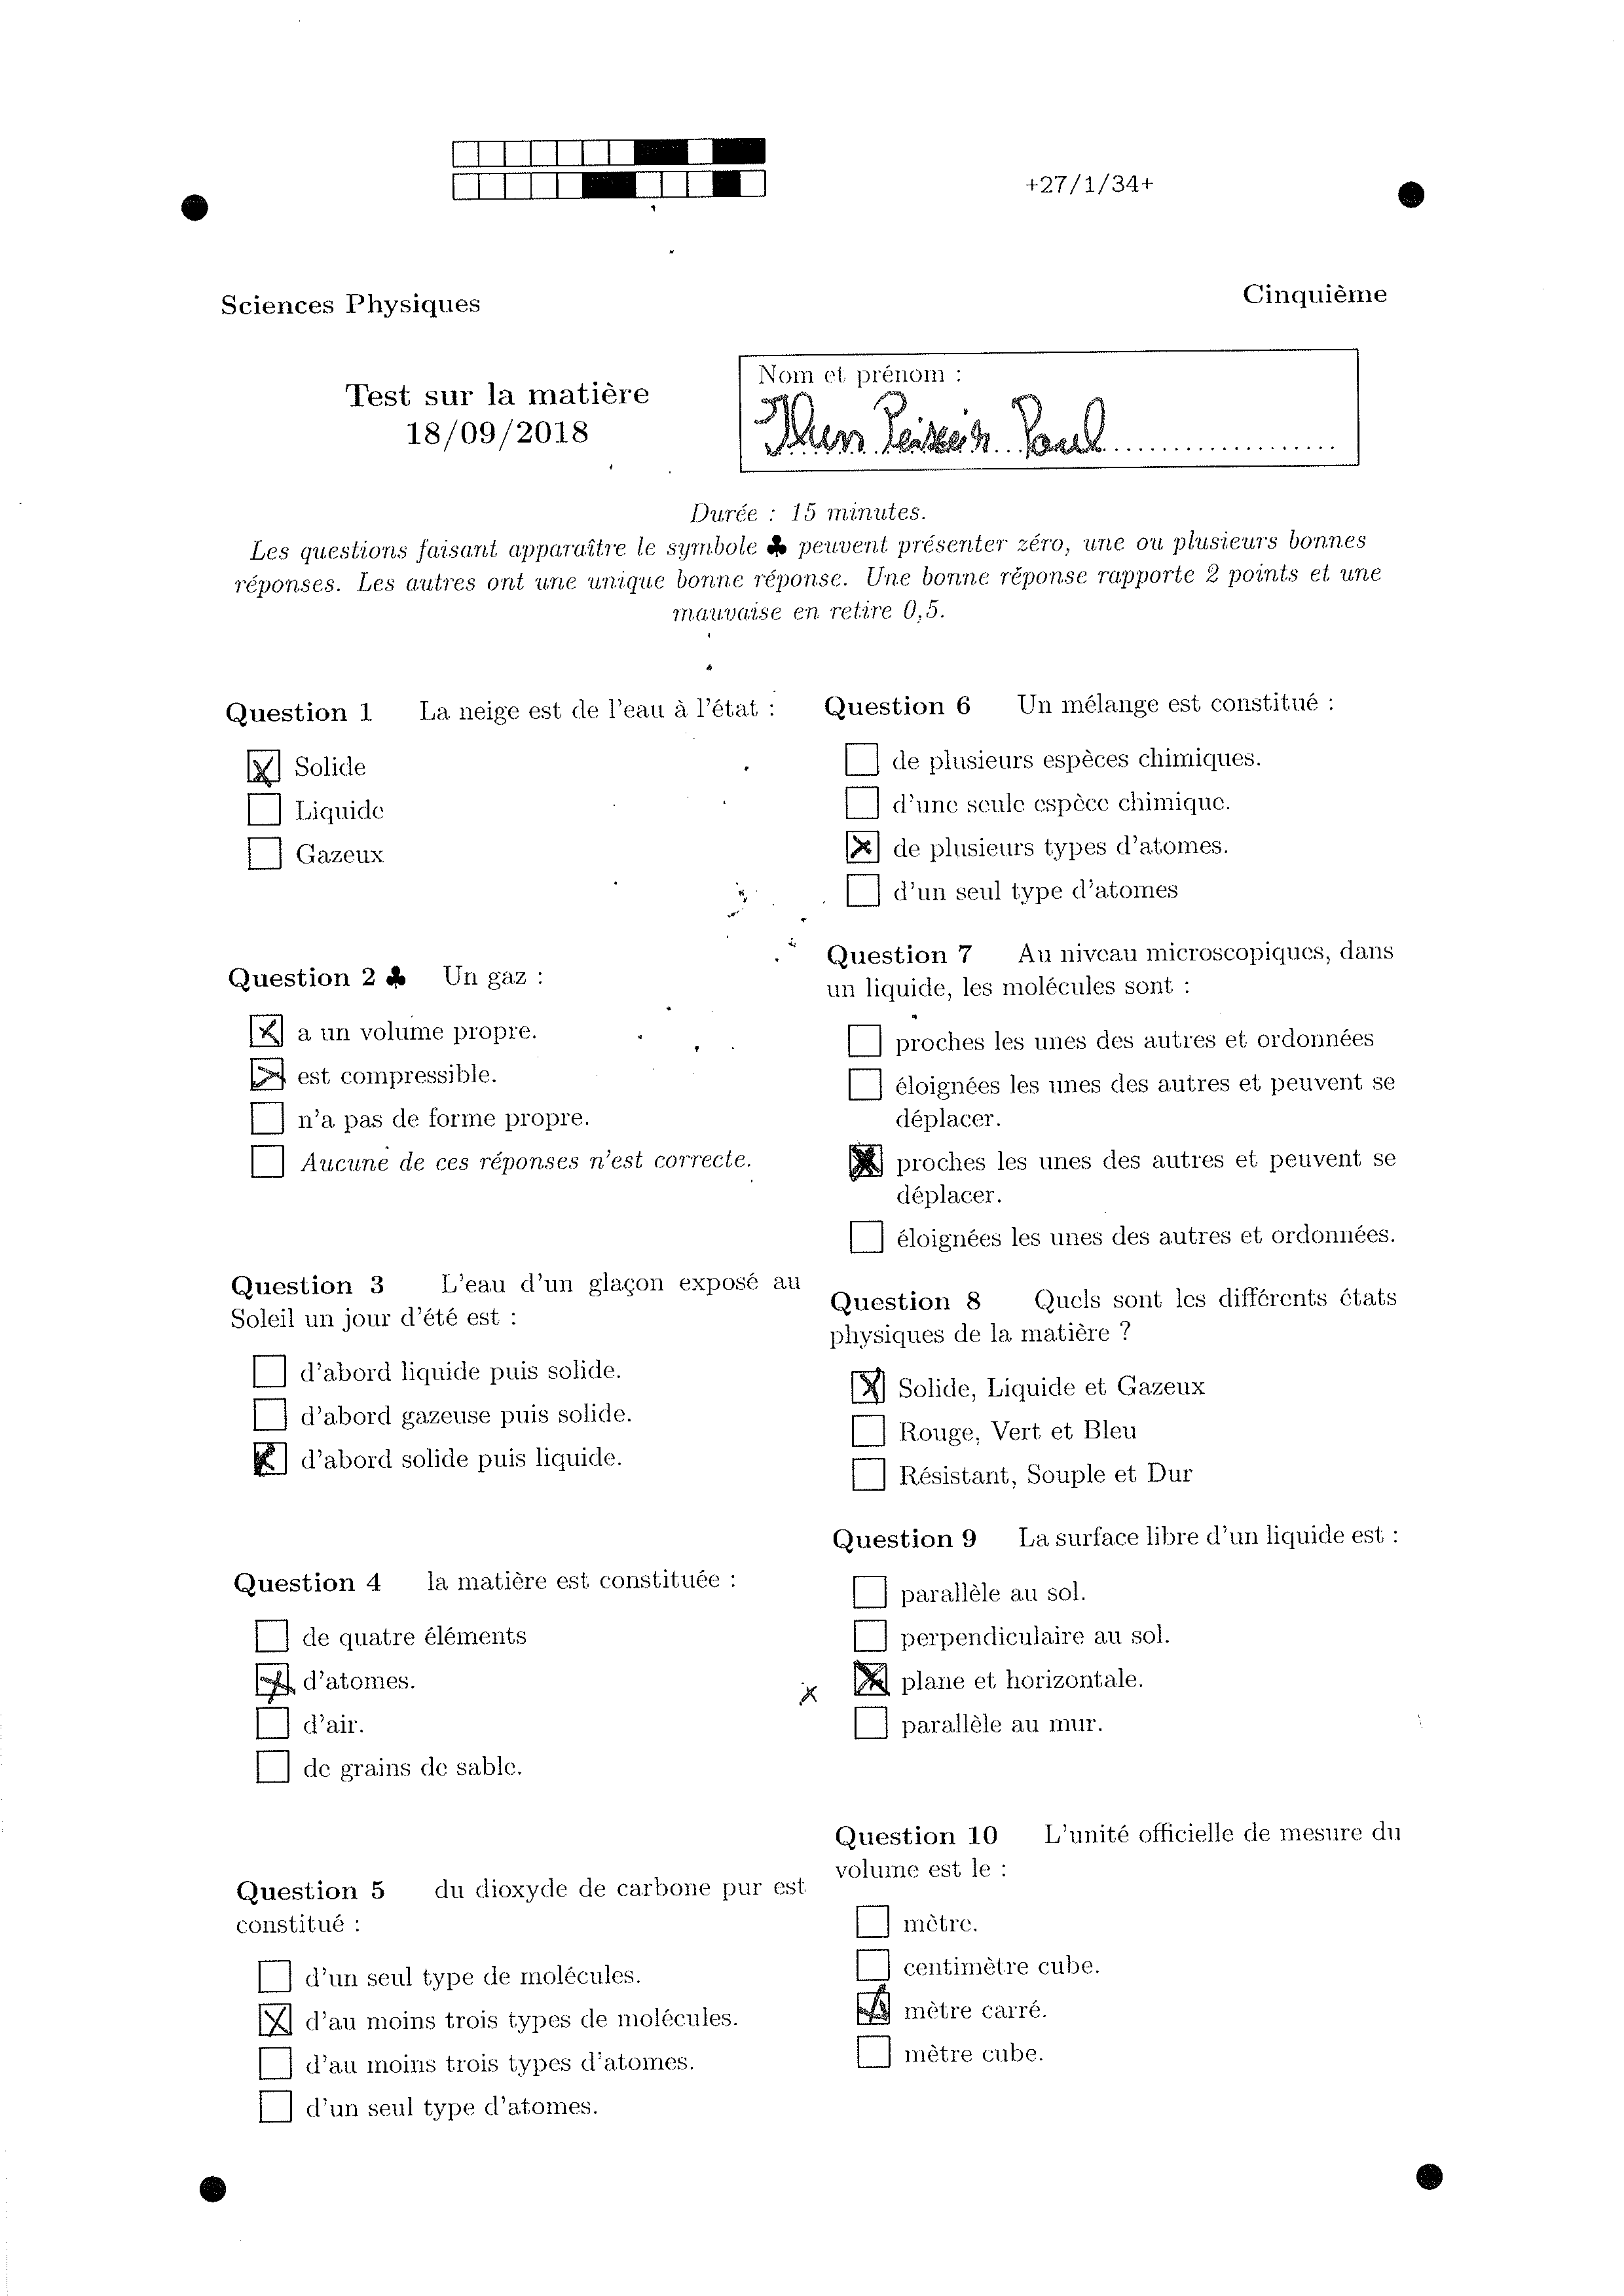 +27/1/34+
Sciences Physiques
Cinquième
Test sur la matière
18/09/2018
Nom et prénom :
Paul
Durée : 15 minutes.
Les questions faisant apparaître le symbole ♣ peuvent présenter zéro, une ou plusieurs bonnes
réponses. Les autres ont une unique bonne réponse. Une bonne réponse rapporte 2 points et une
mauvaise en retire 0,5.
Question 1 La neige est de l'eau à l'état :
Solide
Liquide
Gazeux
Question 2 ♣ Un gaz :
a un volume propre.
est compressible.
n'a pas de forme propre.
Aucune de ces réponses n'est correcte.
Question 3 L'eau d'un glaçon exposé au
Soleil un jour d'été est :
d'abord liquide puis solide.
d'abord gazeuse puis solide.
d'abord solide puis liquide.
Question 4 la matière est constituée :
de quatre éléments
d'atomes.
d'air.
de grains de sable.
Question 5 du dioxyde de carbone pur est
constitué :
d'un seul type de molécules.
d'au moins trois types de molécules.
d'au moins trois types d'atomes.
d'un seul type d'atomes.
Question 6 Un mélange est constitué :
de plusieurs espèces chimiques.
d'une seule espèce chimique.
de plusieurs types d'atomes.
d'un seul type d'atomes
Question 7 Au niveau microscopiques, dans
un liquide, les molécules sont :
proches les unes des autres et ordonnées
éloignées les unes des autres et peuvent se
déplacer.
proches les unes des autres et peuvent se
déplacer.
éloignées les unes des autres et ordonnées.
Question 8 Quels sont les différents états
physiques de la matière ?
Solide, Liquide et Gazeux
Rouge, Vert et Bleu
Résistant, Souple et Dur
Question 9 La surface libre d'un liquide est :
parallèle au sol.
perpendiculaire au sol.
plane et horizontale.
parallèle au mur.
Question 10 L'unité officielle de mesure du
volume est le :
mètre.
centimètre cube.
mètre carré.
mètre cube.